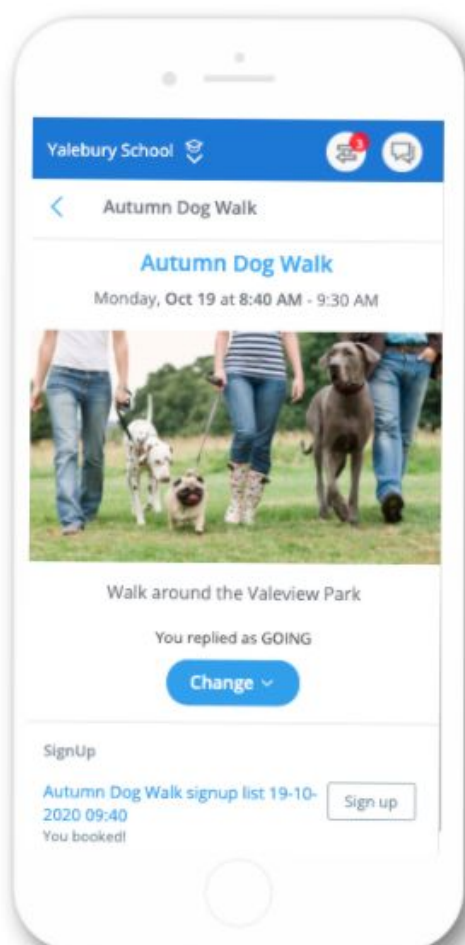 Yalebury School
3
Autumn Dog Walk
Autumn Dog Walk
Monday, Oct 19 at 8:40 AM - 9:30 AM
Walk around the Valeview Park
You replied as GOING
Change
SignUp
Autumn Dog Walk signup list 19-10-
2020 09:40
Sign up
You booked!